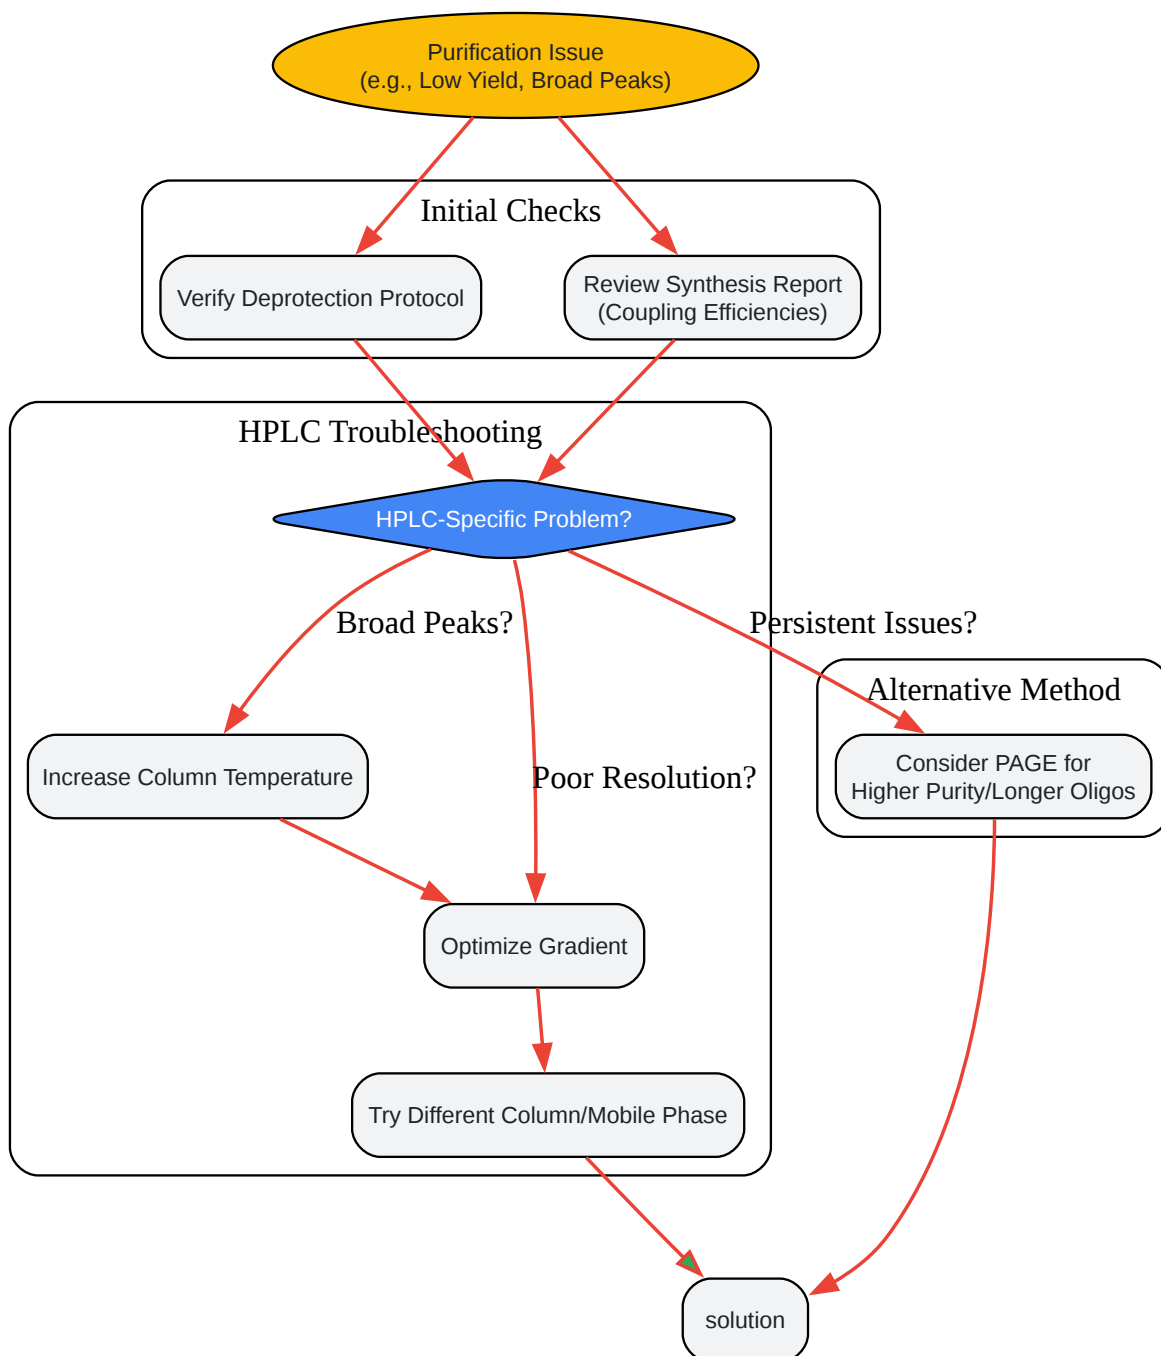 Purification Issue
(e.g., Low Yield, Broad Peaks)
Initial Checks
Verify Deprotection Protocol
Review Synthesis Report
(Coupling Efficiencies)
HPLC Troubleshooting
HPLC-Specific Problem?
Broad Peaks?
Persistent Issues?
Alternative Method
Increase Column Temperature
Poor Resolution?
Consider PAGE for
Higher Purity/Longer Oligos
Optimize Gradient
Try Different Column/Mobile Phase
solution